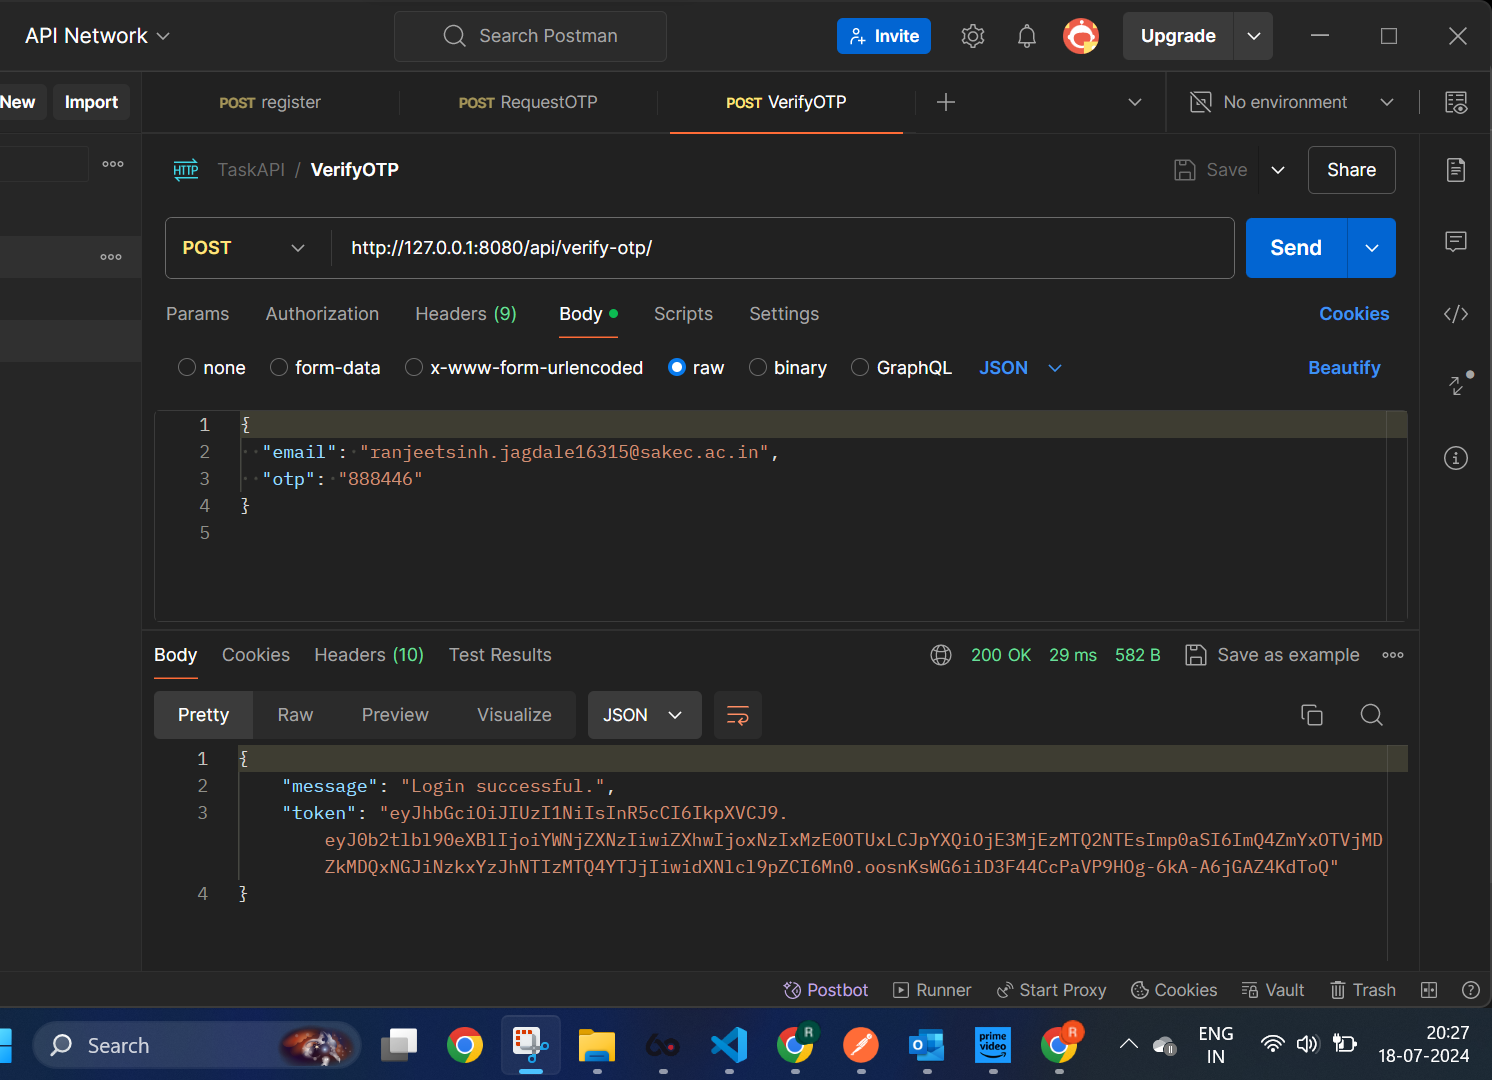 API Network
Search Postman
Invite
Upgrade
New
Import
POST register
POST RequestOTP
POST VerifyOTP
No environment
HTTP
TaskAPI / VerifyOTP
Save
Share
POST
http://127.0.0.1:8080/api/verify-otp/
Send
Params
Authorization
Headers (9)
Body
Scripts
Settings
Cookies
none
form-data
x-www-form-urlencoded
raw
binary
GraphQL
JSON
Beautify
1 {
2 "email": "ranjeetsinh.jagdale16315@sakec.ac.in",
3 "otp": "888446"
4 }
5
Body
Cookies
Headers (10)
Test Results
200 OK
29 ms
582 B
Save as example
Pretty
Raw
Preview
Visualize
JSON
1 {
2 "message": "Login successful.",
3 "token": "eyJhbGciOiJIUzI1NiIsInR5cCI6IkpXVCJ9.
eyJ0b2tlbl90eXBlIjoiYWNjZXNzIiwiZXhwIjoxNzIxMzE0OTUxLCJpYXQiOjE3MjEzMTQ2NTEsImp0aSI6ImQ4ZmYxOTVjMD
ZkMDQxNGJiNzkxYzJhNTIzMTQ4YTJjIiwidXNlcl9pZCI6Mn0.oosnKsWG6iiD3F44CcPaVP9HOg-6kA-A6jGAZ4KdToQ"
4 }
Postbot
Runner
Start Proxy
Cookies
Vault
Trash
Search
R
prime
video
R
ENG
IN
20:27
18-07-2024